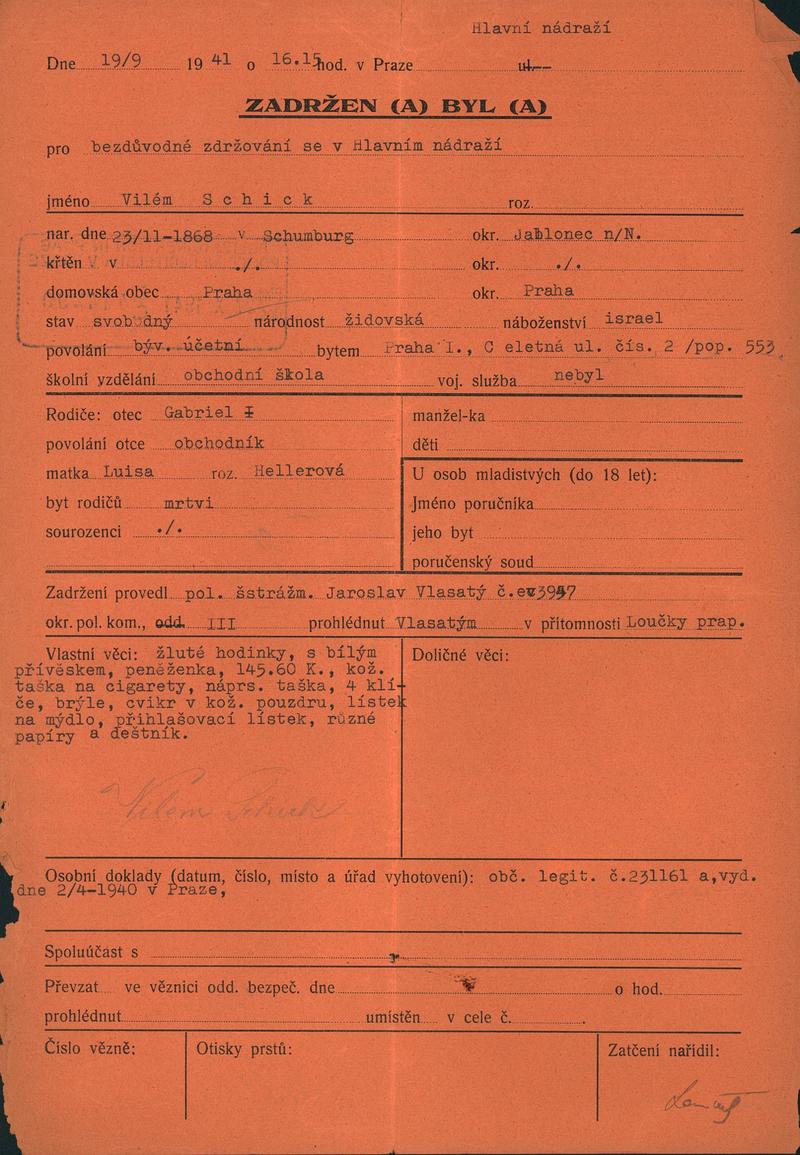 Hlavní nádraží
Dne 19/9 19 41 o 16.15 hod. v Praze ul.
ZADRŽEN (A) BYL (A)
pro bezdůvodné zdržování se v Hlavním nádraží
jméno Vilém Schick roz.
nar. dne 23/11-1868 v Schumburg okr. Jablonec n/N.
křtěn v ./. okr. ./.
domovská obec Praha okr. Praha
stav svobodný národnost židovská náboženství israel
povolání býv. účetní bytem Praha I., C eletná ul. čís. 2 /pop. 553,
školní vzdělání obchodní škola voj. služba nebyl
Rodiče: otec Gabriel I manžel-ka
povolání otce obchodník děti
matka Luisa roz. Hellerová U osob mladistvých (do 18 let):
byt rodičů mrtvi Jméno poručníka
sourozenci ./. jeho byt
poručenský soud
Zadržení provedl pol. šstrážm. Jaroslav Vlasatý č.ev3947
okr. pol. kom., odd. III prohlédnut Vlasatým v přítomnosti Loučky prap.
Vlastní věci: žluté hodinky, s bílým
přívěskem, peněženka, 145.60 K., kož.
taška na cigarety, náprs. taška, 4 klí-
če, brýle, cvikr v kož. pouzdru, lístek
na mýdlo, přihlašovací lístek, různé
papíry a deštník.
Doličné věci:
Vilém Schick
Osobní doklady (datum, číslo, místo a úřad vyhotovení): obč. legit. č.231161 a,vyd.
dne 2/4-1940 v Praze,
Spoluúčast s
Převzat ve věznici odd. bezpeč. dne o hod.
prohlédnut umístěn v cele č.
Číslo vězně: Otisky prstů: Zatčení nařídil: